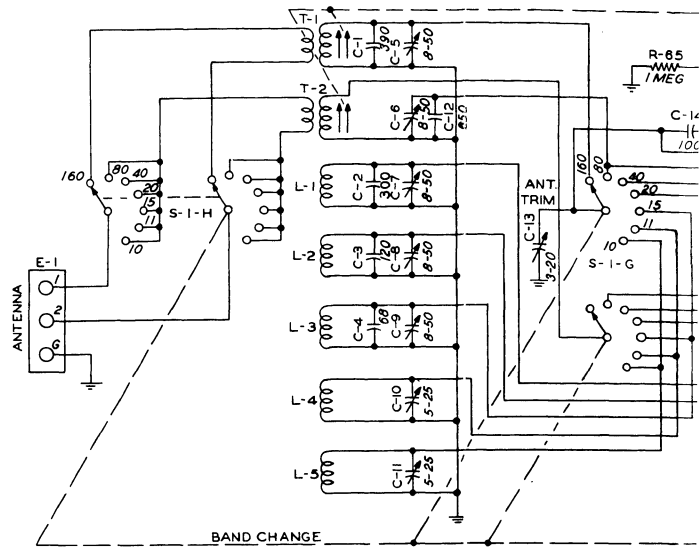 T-1
C-1
390
C-5
8-50
R-65
1 MEG
T-2
C-6
8-50
C-12
850
C-14
100
160
80
40
20
15
11
10
S-1-H
L-1
C-2
300
C-7
8-50
ANT.
TRIM
C-13
3-20
160
80
40
20
15
11
10
S-1-G
E-1
ANTENNA
1
2
G
L-2
C-3
120
C-8
8-50
L-3
C-4
68
C-9
8-50
L-4
C-10
5-25
L-5
C-11
5-25
BAND CHANGE